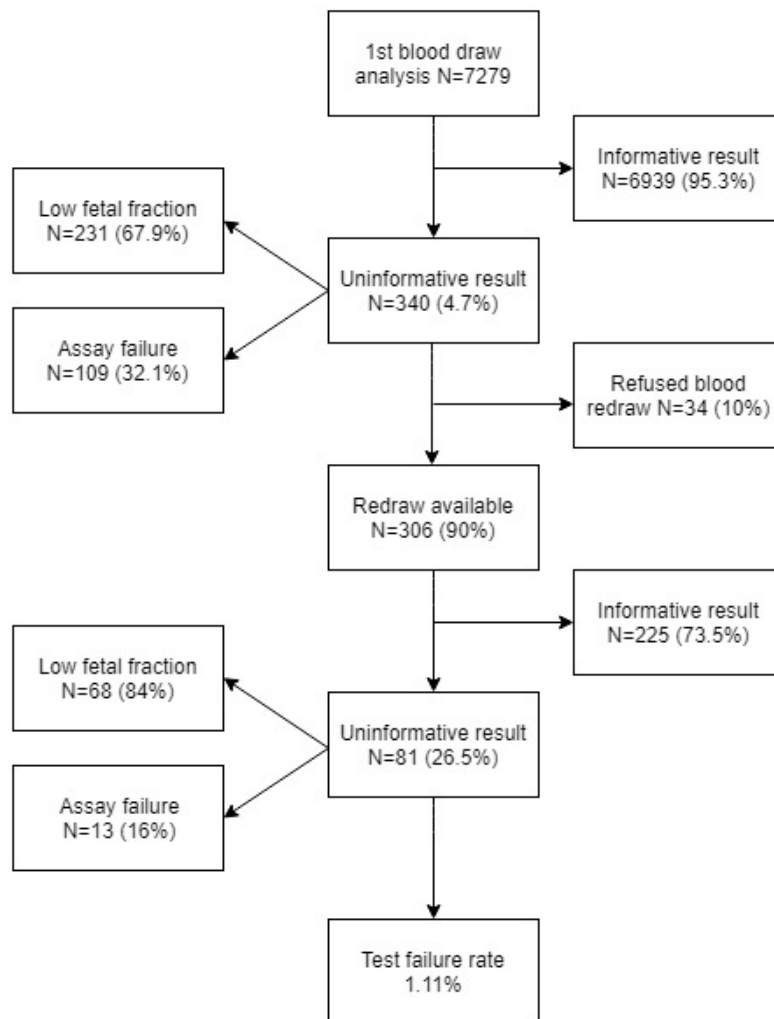 1st blood draw
analysis N=7279
Informative result
N=6939 (95.3%)
Low fetal fraction
N=231 (67.9%)
Uninformative result
N=340 (4.7%)
Assay failure
N=109 (32.1%)
Refused blood
redraw N=34 (10%)
Redraw available
N=306 (90%)
Informative result
N=225 (73.5%)
Low fetal fraction
N=68 (84%)
Uninformative result
N=81 (26.5%)
Assay failure
N=13 (16%)
Test failure rate
1.11%